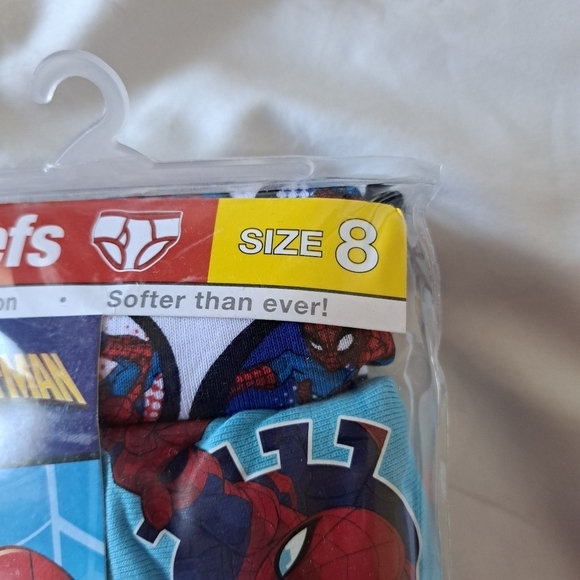 efs SIZE 8
on • Softer than ever!
MAN